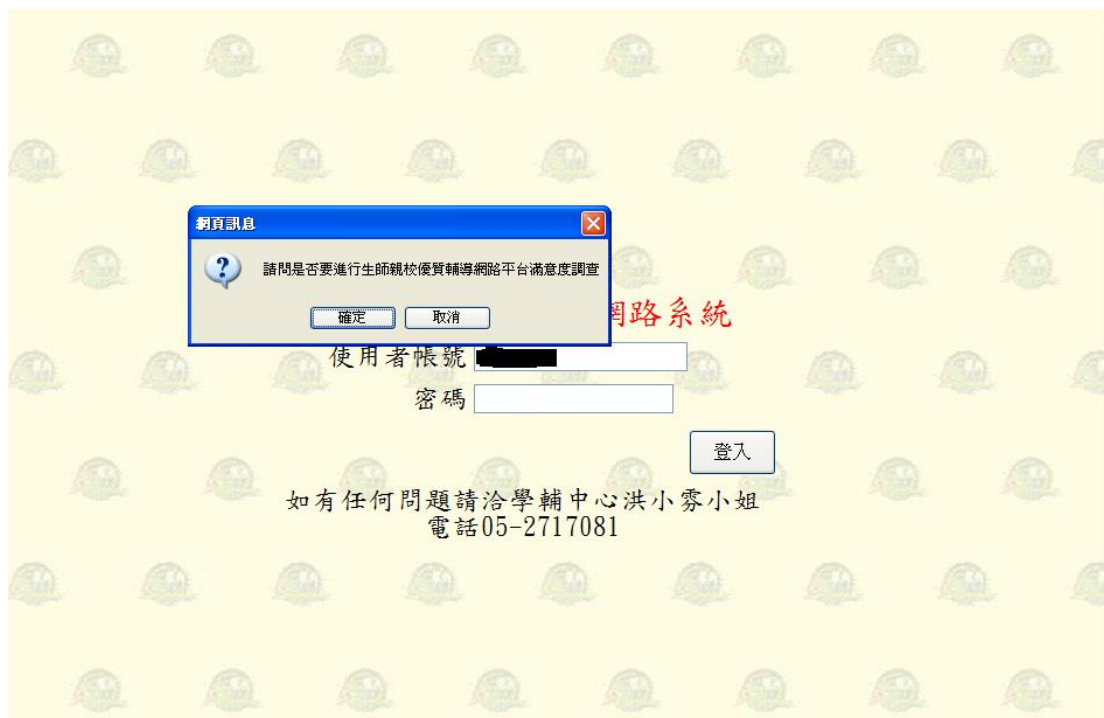 網頁訊息
請問是否要進行生師親校優質輔導網路平台滿意度調查
確定
取消
網路系統
使用者帳號
密碼
登入
如有任何問題請洽學輔中心洪小雰小姐
電話05-2717081